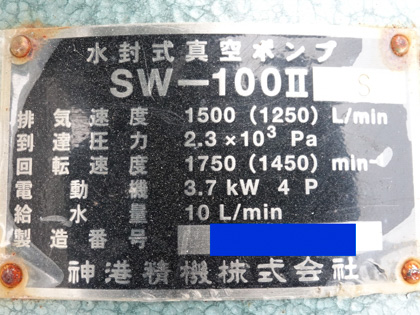 水封式真空ポンプ
SW-100II S
排気速度 1500 (1250) L/min
到達圧力 2.3×10³ Pa
回転速度 1750 (1450) min⁻
電動機 3.7 kW 4 P
給水量 10 L/min
製造番号
神港精機株式会社